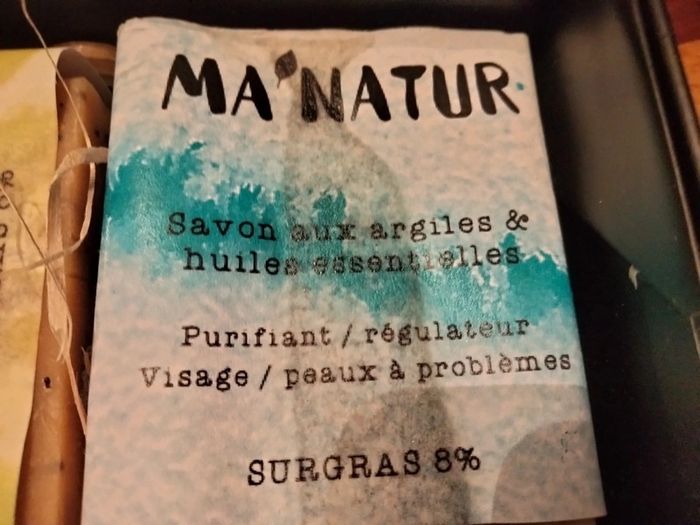 MA'NATUR
Savon aux argiles &
huiles essentielles
Purifiant / régulateur
Visage / peaux à problèmes
SURGRAS 8%